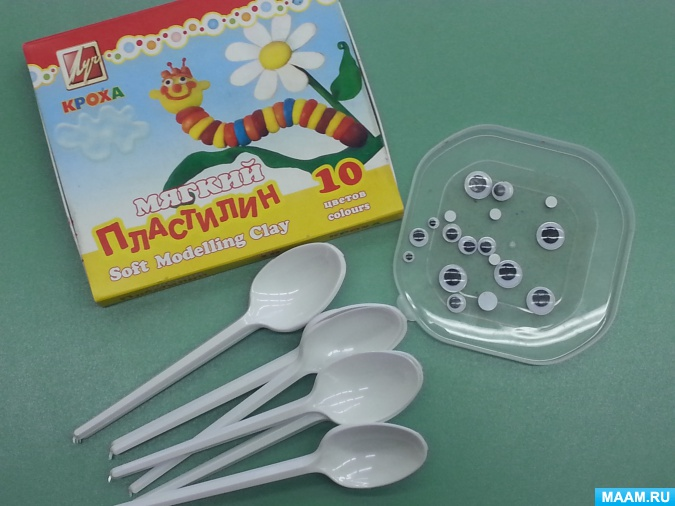 Луч
КРОХА
МЯГКИЙ
ПЛАСТИЛИН
Soft Modelling Clay
10
цветов
colours
MAAM.RU